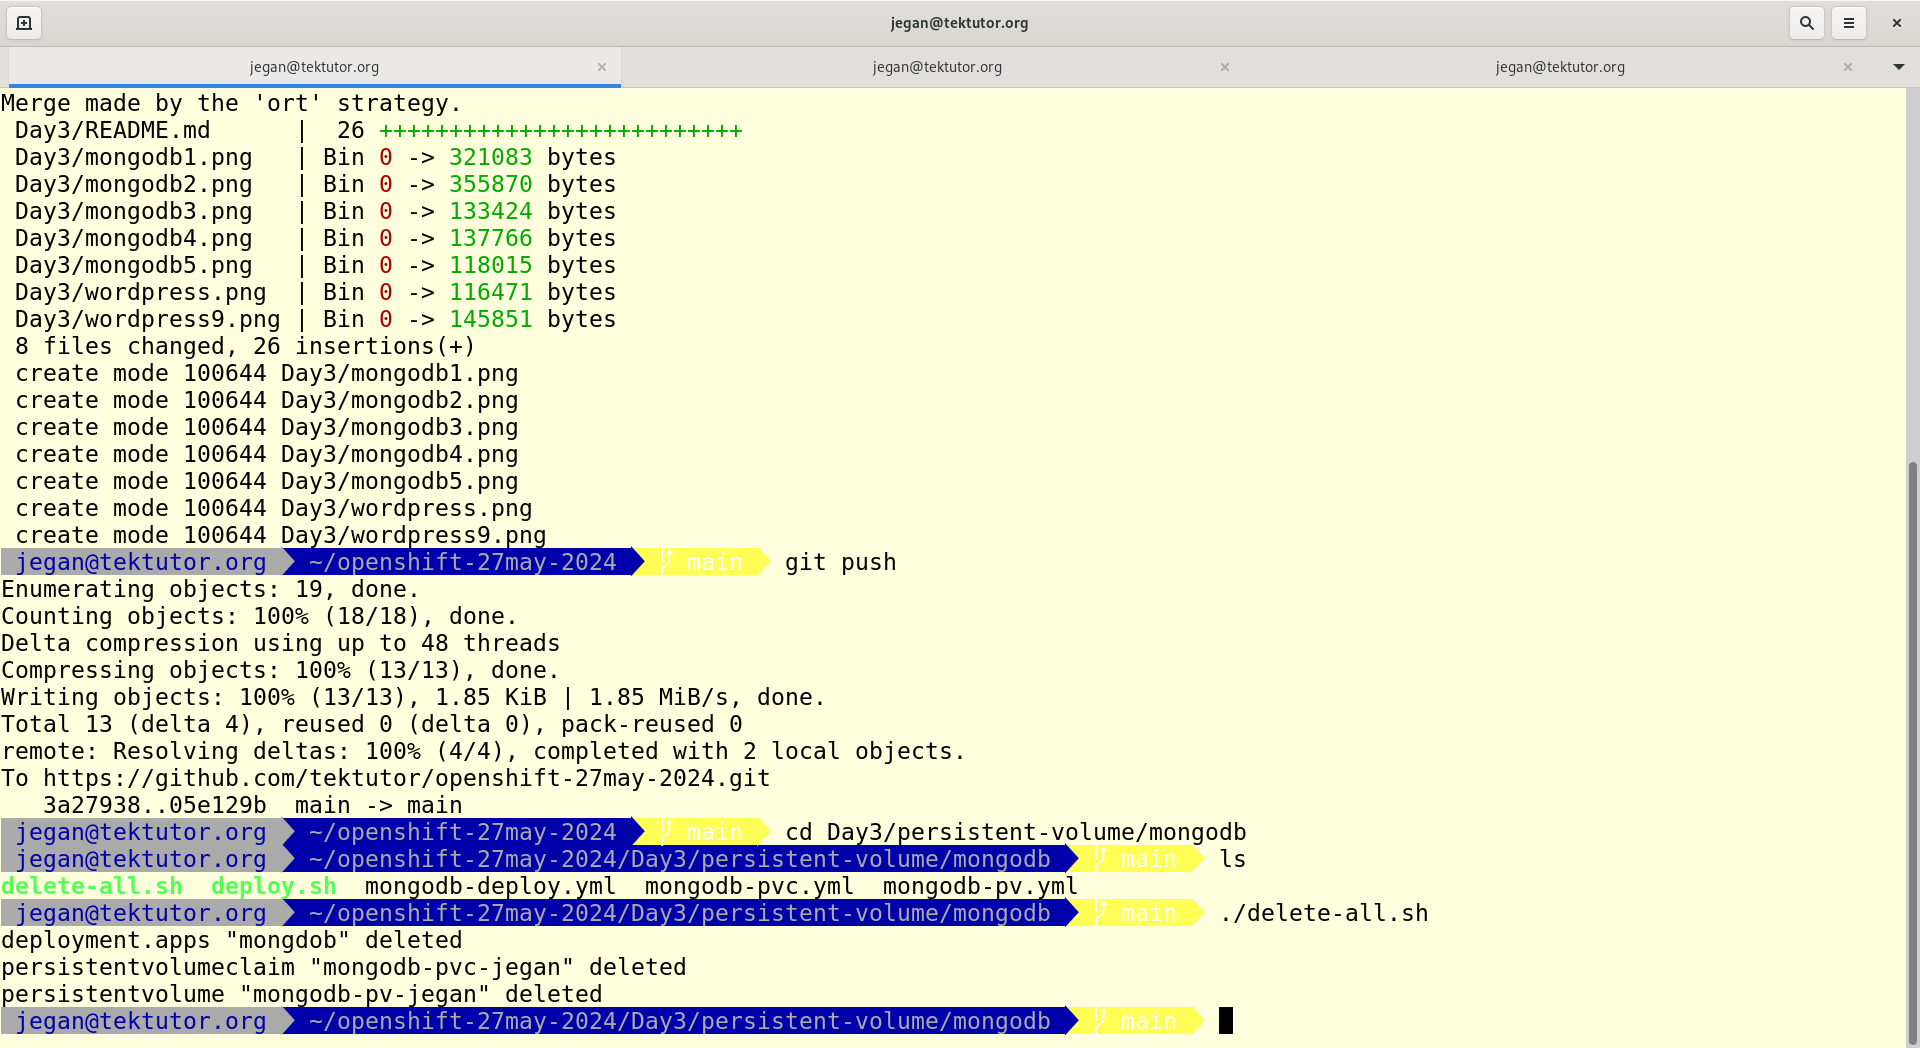 jegan@tektutor.org
jegan@tektutor.org jegan@tektutor.org jegan@tektutor.org
Merge made by the 'ort' strategy.
 Day3/README.md      |  26 ++++++++++++++++++++++++++
 Day3/mongodb1.png   | Bin 0 -> 321083 bytes
 Day3/mongodb2.png   | Bin 0 -> 355870 bytes
 Day3/mongodb3.png   | Bin 0 -> 133424 bytes
 Day3/mongodb4.png   | Bin 0 -> 137766 bytes
 Day3/mongodb5.png   | Bin 0 -> 118015 bytes
 Day3/wordpress.png  | Bin 0 -> 116471 bytes
 Day3/wordpress9.png | Bin 0 -> 145851 bytes
 8 files changed, 26 insertions(+)
 create mode 100644 Day3/mongodb1.png
 create mode 100644 Day3/mongodb2.png
 create mode 100644 Day3/mongodb3.png
 create mode 100644 Day3/mongodb4.png
 create mode 100644 Day3/mongodb5.png
 create mode 100644 Day3/wordpress.png
 create mode 100644 Day3/wordpress9.png
jegan@tektutor.org ~/openshift-27may-2024 main git push
Enumerating objects: 19, done.
Counting objects: 100% (18/18), done.
Delta compression using up to 48 threads
Compressing objects: 100% (13/13), done.
Writing objects: 100% (13/13), 1.85 KiB | 1.85 MiB/s, done.
Total 13 (delta 4), reused 0 (delta 0), pack-reused 0
remote: Resolving deltas: 100% (4/4), completed with 2 local objects.
To https://github.com/tektutor/openshift-27may-2024.git
   3a27938..05e129b  main -> main
jegan@tektutor.org ~/openshift-27may-2024 main cd Day3/persistent-volume/mongodb
jegan@tektutor.org ~/openshift-27may-2024/Day3/persistent-volume/mongodb main ls
delete-all.sh  deploy.sh  mongodb-deploy.yml  mongodb-pvc.yml  mongodb-pv.yml
jegan@tektutor.org ~/openshift-27may-2024/Day3/persistent-volume/mongodb main ./delete-all.sh
deployment.apps "mongdob" deleted
persistentvolumeclaim "mongodb-pvc-jegan" deleted
persistentvolume "mongodb-pv-jegan" deleted
jegan@tektutor.org ~/openshift-27may-2024/Day3/persistent-volume/mongodb main